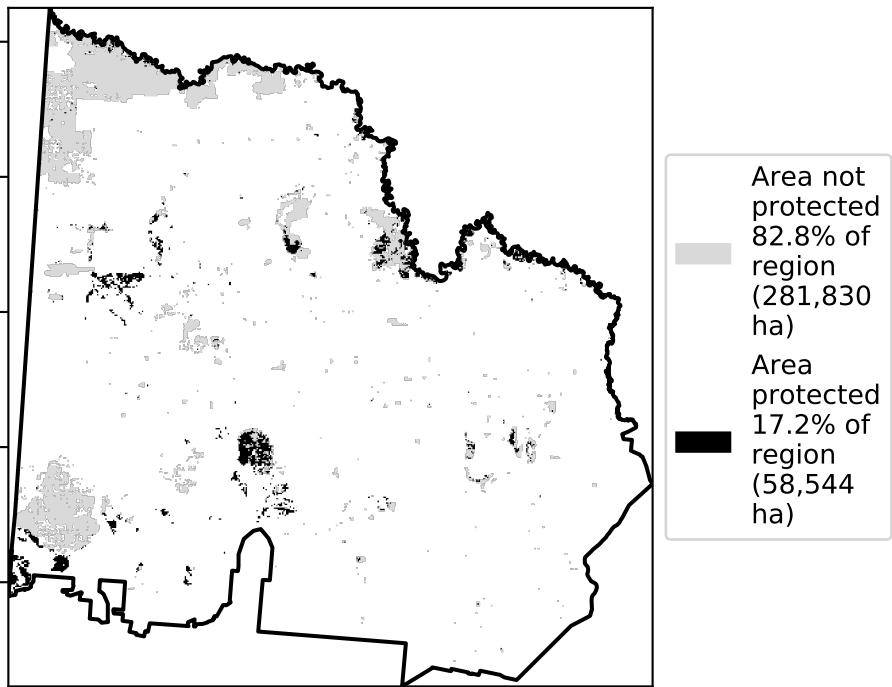 Area not
protected
82.8% of
region
(281,830
ha)
Area
protected
17.2% of
region
(58,544
ha)